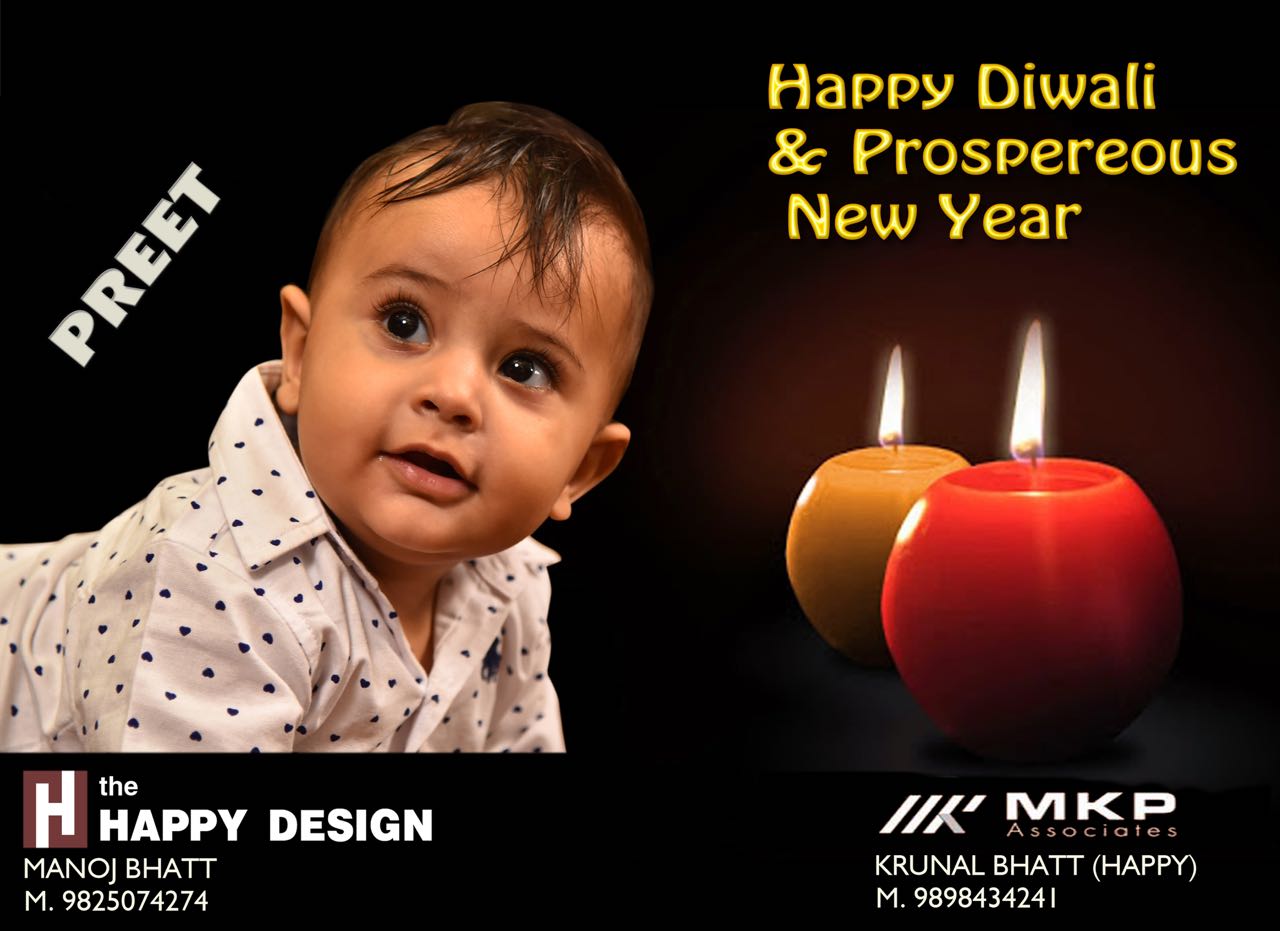 PREET
Happy Diwali
& Prospereous
New Year
the
HAPPY DESIGN
MANOJ BHATT
M. 9825074274
MKP
Associates
KRUNAL BHATT (HAPPY)
M. 9898434241